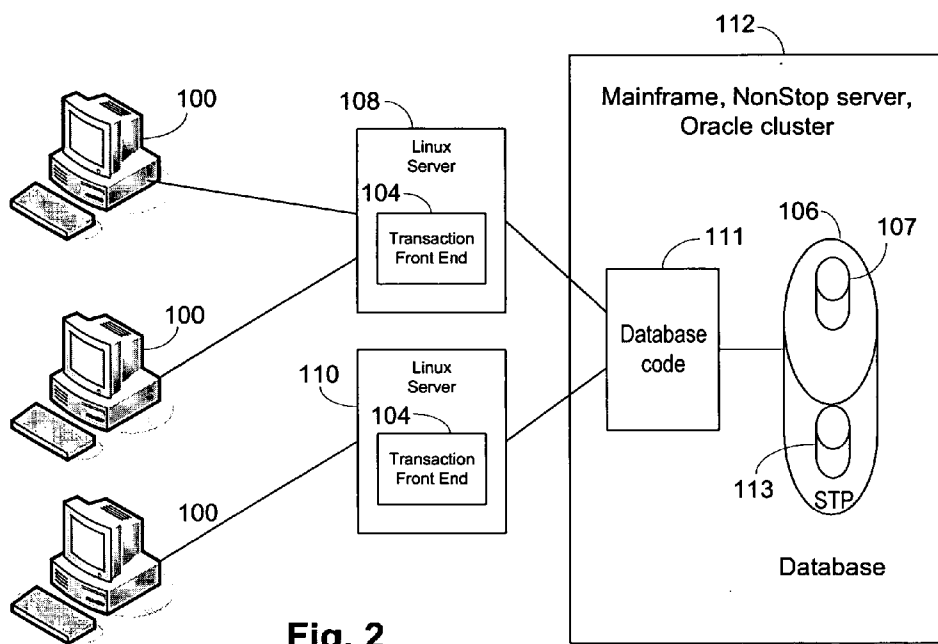 112
Mainframe, NonStop server,
Oracle cluster
100
108
Linux
Server
104
Transaction
Front End
106
107
111
Database
code
100
110
Linux
Server
104
Transaction
Front End
113
STP
100
Database
Fig. 2